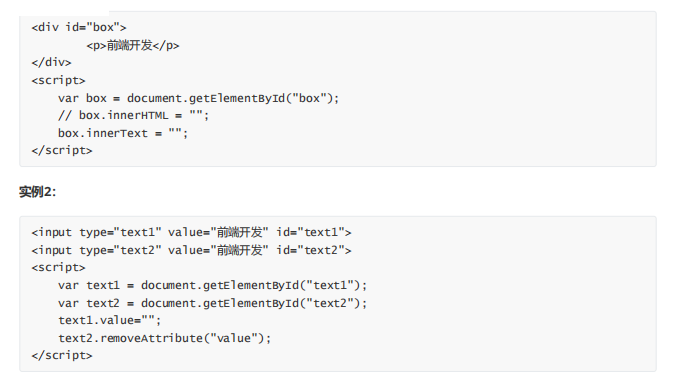 <div id="box">
        <p>前端开发</p>
</div>
<script>
    var box = document.getElementById("box");
    // box.innerHTML = "";
    box.innerText = "";
</script>
实例2:
<input type="text1" value="前端开发" id="text1">
<input type="text2" value="前端开发" id="text2">
<script>
    var text1 = document.getElementById("text1");
    var text2 = document.getElementById("text2");
    text1.value="";
    text2.removeAttribute("value");
</script>